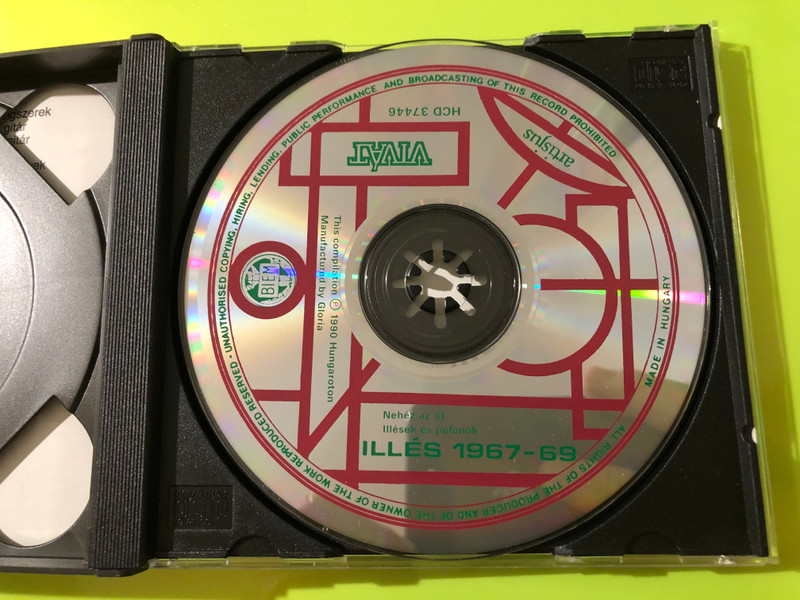 ALL RIGHTS OF THE PRODUCER AND OF THE OWNER OF THE WORK REPRODUCED RESERVED · UNAUTHORISED COPYING, HIRING, LENDING, PUBLIC PERFORMANCE AND BROADCASTING OF THIS RECORD PROHIBITED
HCD 37446
artisjus
VIVÁT
BIEM
This compilation Ⓟ 1990 Hungaroton
Manufactured by Gloria
MADE IN HUNGARY
Nehéz az út
Illések és pofonok
ILLÉS 1967-69
gitár